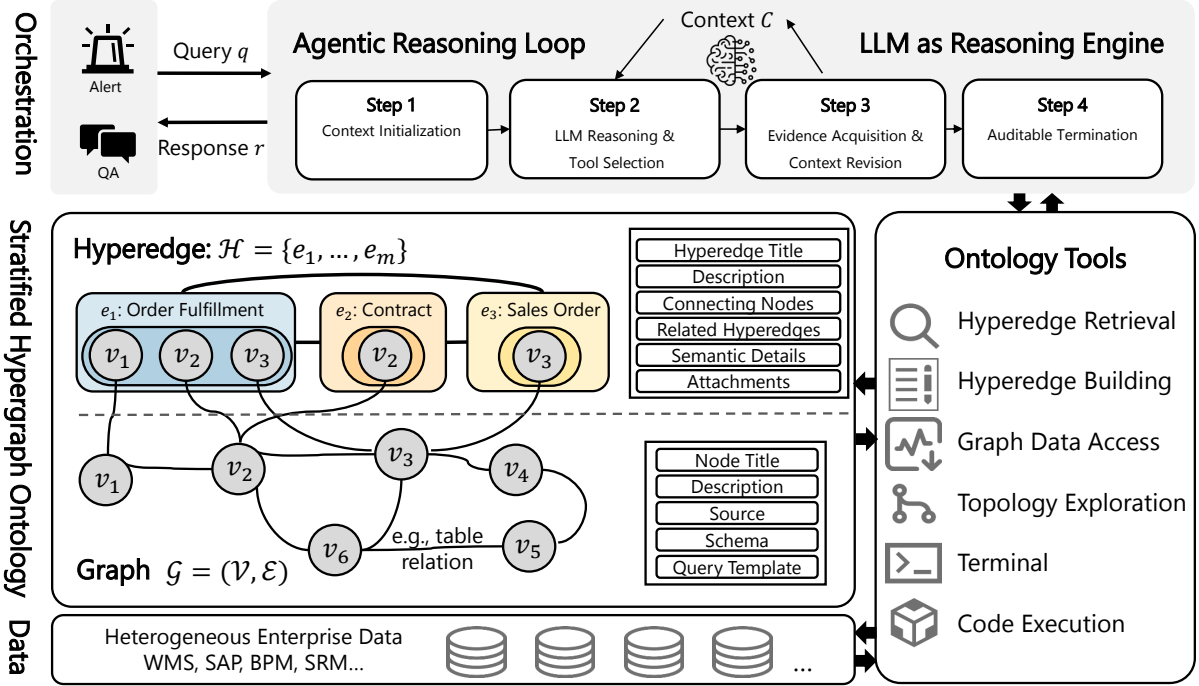 Orchestration
Alert
QA
Query q
Response r
Agentic Reasoning Loop
Context C
LLM as Reasoning Engine
Step 1
Context Initialization
Step 2
LLM Reasoning &
Tool Selection
Step 3
Evidence Acquisition &
Context Revision
Step 4
Auditable Termination
Stratified Hypergraph Ontology
Hyperedge: ℋ = {e₁, … , eₘ}
e₁: Order Fulfillment
v₁ v₂ v₃
e₂: Contract
v₂
e₃: Sales Order
v₃
Hyperedge Title
Description
Connecting Nodes
Related Hyperedges
Semantic Details
Attachments
v₁
v₂
v₃
v₄
v₆
v₅
e.g., table
relation
Graph 𝒢 = (𝒱, ℰ)
Node Title
Description
Source
Schema
Query Template
Ontology Tools
Hyperedge Retrieval
Hyperedge Building
Graph Data Access
Topology Exploration
Terminal
Code Execution
Data
Heterogeneous Enterprise Data
WMS, SAP, BPM, SRM...
...